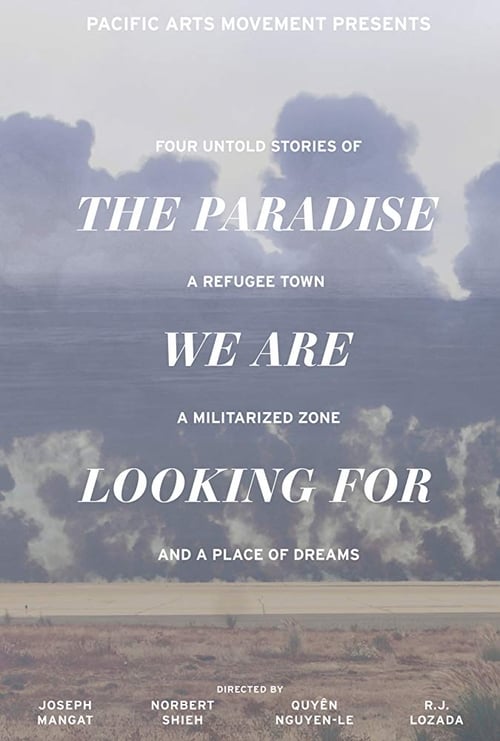 PACIFIC ARTS MOVEMENT PRESENTS
FOUR UNTOLD STORIES OF
THE PARADISE
A REFUGEE TOWN
WE ARE
A MILITARIZED ZONE
LOOKING FOR
AND A PLACE OF DREAMS
DIRECTED BY
JOSEPH MANGAT
NORBERT SHIEH
QUYÊN NGUYEN-LE
R.J. LOZADA